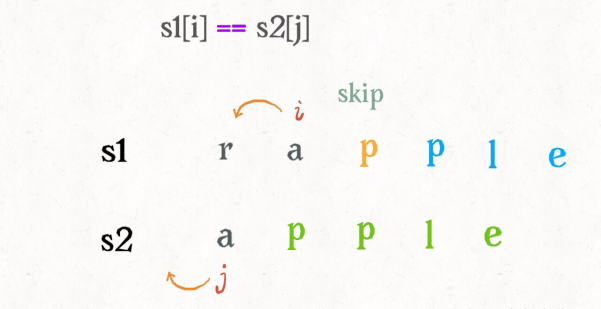 s1[i] == s2[j]
skip
i
s1 r a p p l e
s2 a p p l e
j